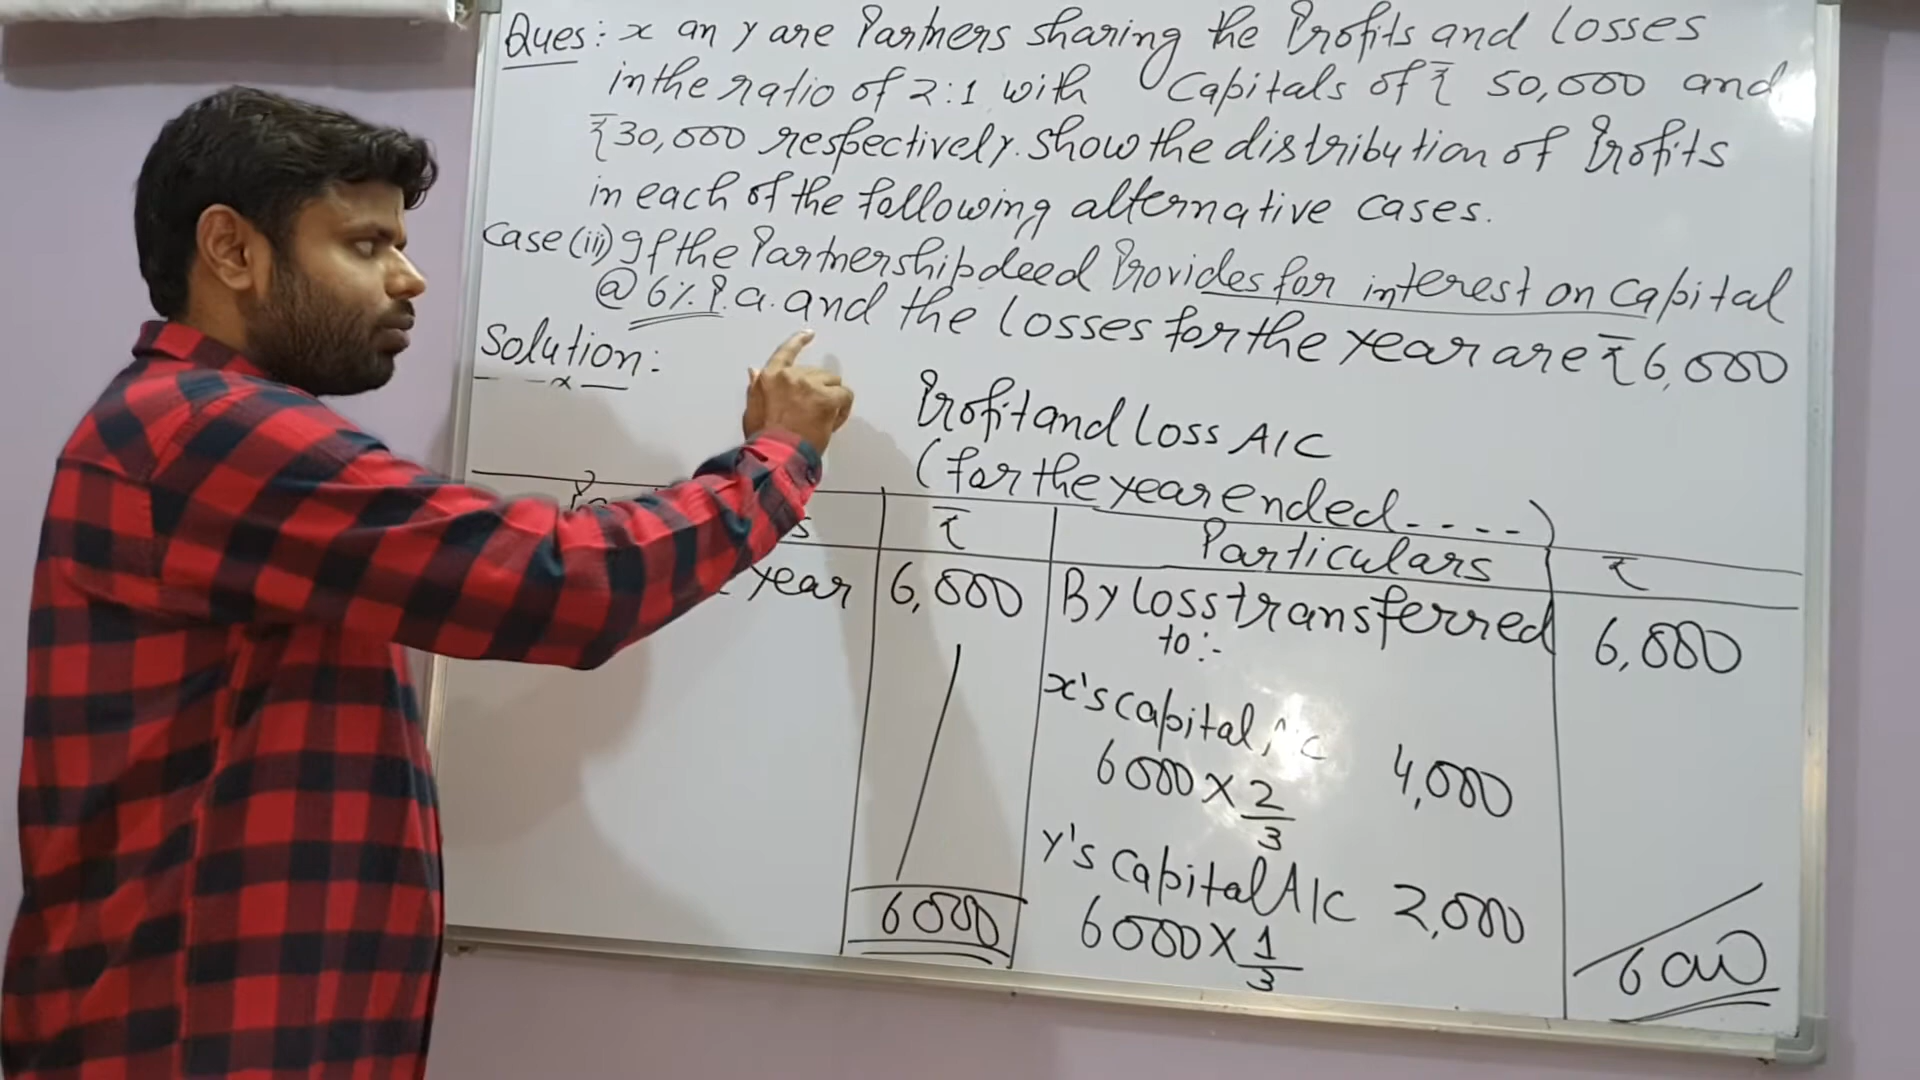 Ques: x an y are Partners sharing the Profits and losses
in the ratio of 2:1 with Capitals of ₹ 50,000 and
₹30,000 respectively. Show the distribution of Profits
in each of the following alternative cases.
Case (iii) If the Partnership deed Provides for interest on Capital
@ 6% P.a. and the losses for the year are ₹6,000
Solution:
x
Profit and Loss A/C
(for the year ended.....)
s ₹ Particulars ₹
year 6,000 By loss transferred 6,000
to:-
x's capital A/c 4,000
6000 × 2/3
y's Capital A/c 2,000
6000 × 1/3
6000 6000